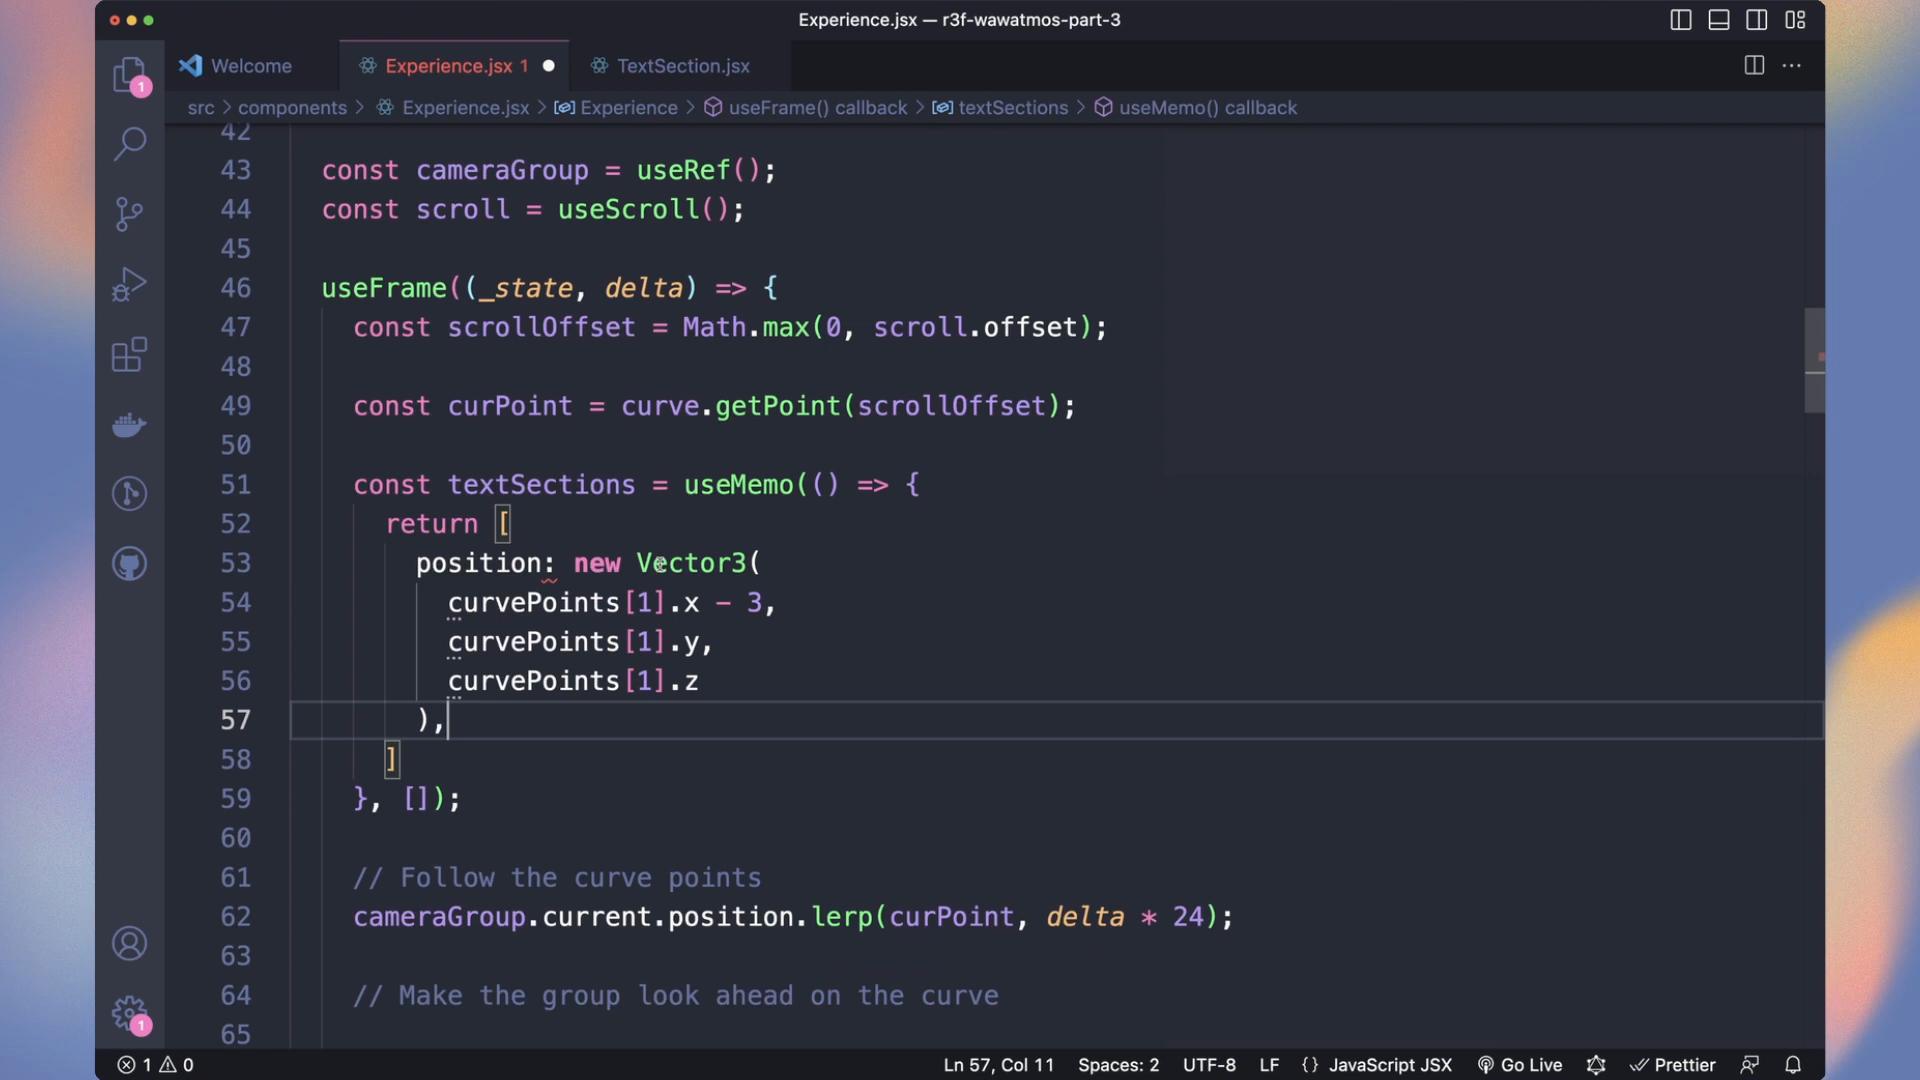 Experience.jsx — r3f-wawatmos-part-3
1
Welcome
Experience.jsx 1
TextSection.jsx
src > components > Experience.jsx > Experience > useFrame() callback > textSections > useMemo() callback
42
43 const cameraGroup = useRef();
44 const scroll = useScroll();
45
46 useFrame((_state, delta) => {
47 const scrollOffset = Math.max(0, scroll.offset);
48
49 const curPoint = curve.getPoint(scrollOffset);
50
51 const textSections = useMemo(() => {
52 return [
53 position: new Vector3(
54 curvePoints[1].x - 3,
55 curvePoints[1].y,
56 curvePoints[1].z
57 ),
58 ]
59 }, []);
60
61 // Follow the curve points
62 cameraGroup.current.position.lerp(curPoint, delta * 24);
63
64 // Make the group look ahead on the curve
65
1
1 0 Ln 57, Col 11 Spaces: 2 UTF-8 LF {} JavaScript JSX Go Live Prettier